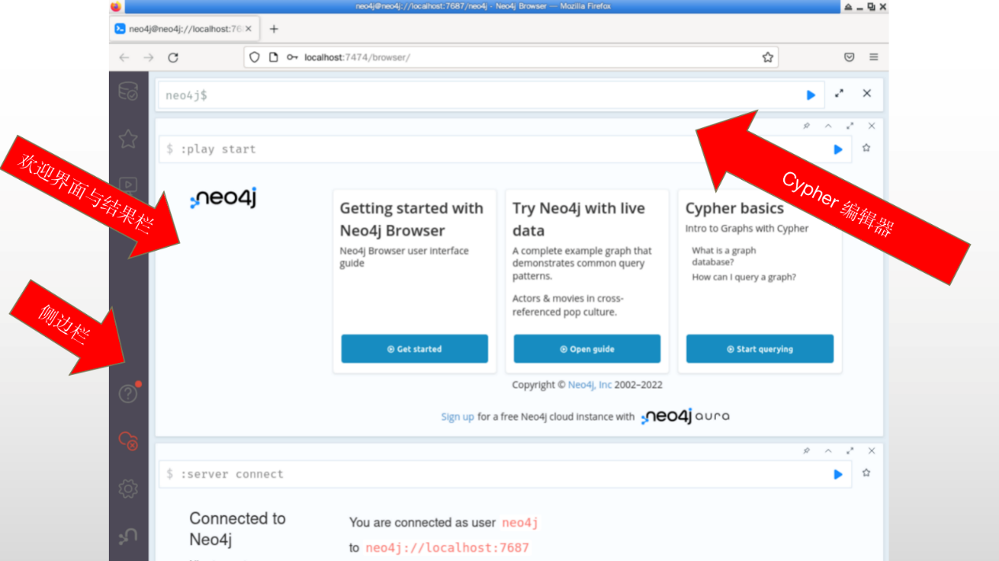 neo4j@neo4j://localhost:7687/neo4j - Neo4j Browser — Mozilla Firefox
neo4j@neo4j://localhost:76
localhost:7474/browser/
neo4j$
$ :play start
欢迎界面与结果栏
Cypher 编辑器
侧边栏
neo4j
Getting started with
Neo4j Browser
Neo4j Browser user interface
guide
Get started
Try Neo4j with live
data
A complete example graph that
demonstrates common query
patterns.
Actors & movies in cross-
referenced pop culture.
Open guide
Cypher basics
Intro to Graphs with Cypher
What is a graph
database?
How can I query a graph?
Start querying
Copyright © Neo4j, Inc 2002–2022
Sign up for a free Neo4j cloud instance with neo4j aura
$ :server connect
Connected to
Neo4j
You are connected as user neo4j
to neo4j://localhost:7687